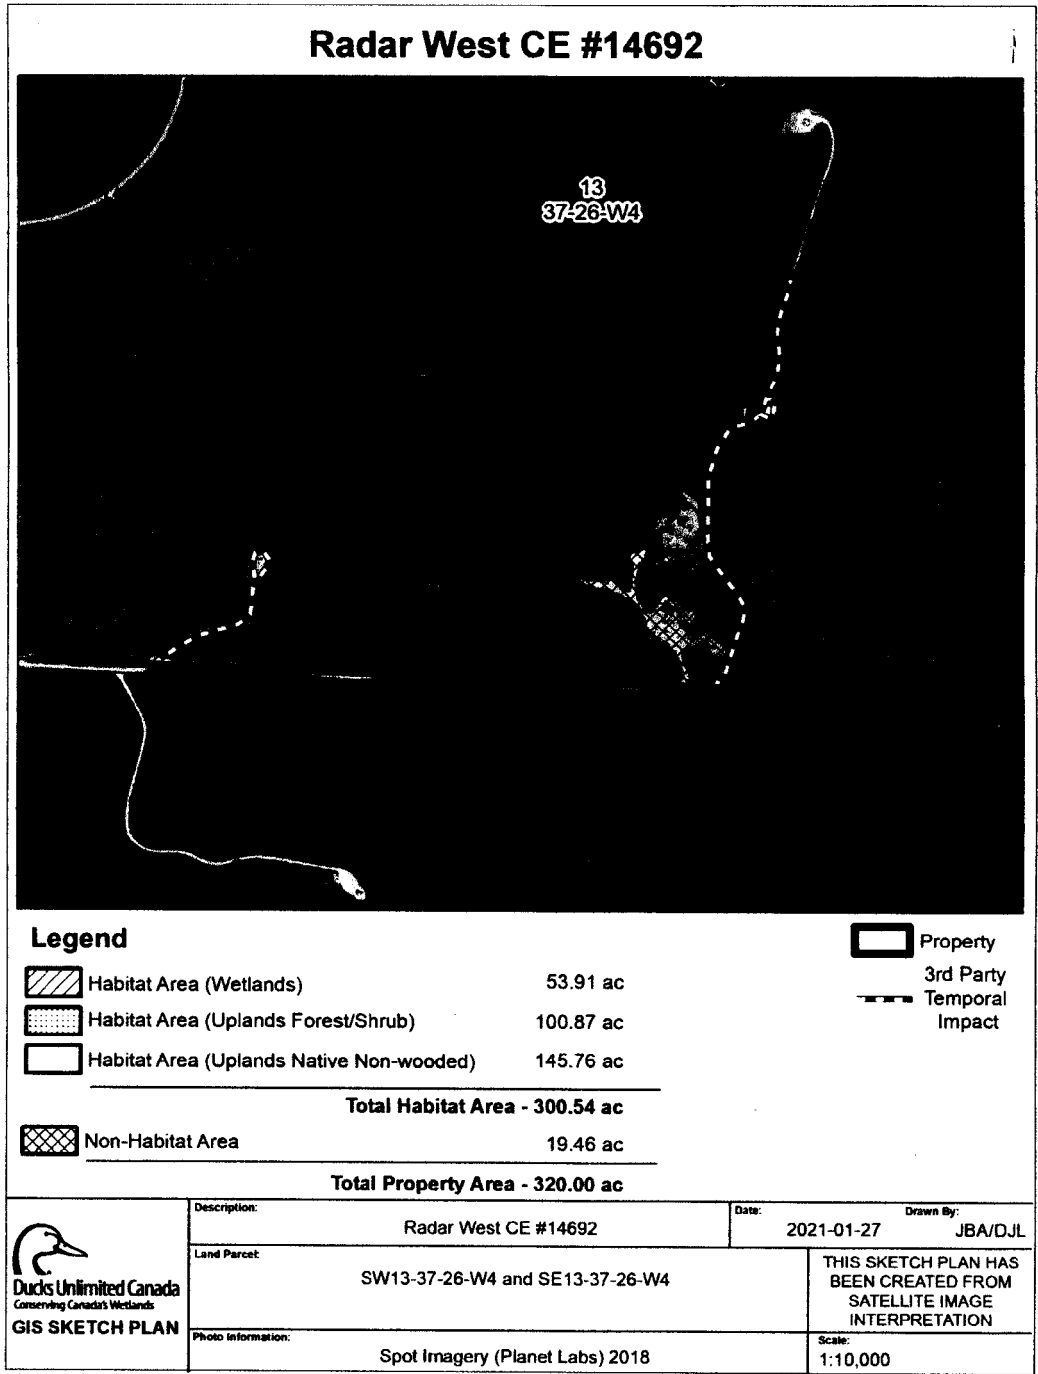 Radar West CE #14692
13
37-26-W4
Legend
Habitat Area (Wetlands) 53.91 ac
Habitat Area (Uplands Forest/Shrub) 100.87 ac
Habitat Area (Uplands Native Non-wooded) 145.76 ac
Total Habitat Area - 300.54 ac
Non-Habitat Area 19.46 ac
Total Property Area - 320.00 ac
Property
3rd Party
Temporal
Impact
Ducks Unlimited Canada
Conserving Canada's Wetlands
GIS SKETCH PLAN
Description:
Radar West CE #14692
Date:
2021-01-27
Drawn By:
JBA/DJL
Land Parcel:
SW13-37-26-W4 and SE13-37-26-W4
THIS SKETCH PLAN HAS
BEEN CREATED FROM
SATELLITE IMAGE
INTERPRETATION
Photo Information:
Spot Imagery (Planet Labs) 2018
Scale:
1:10,000